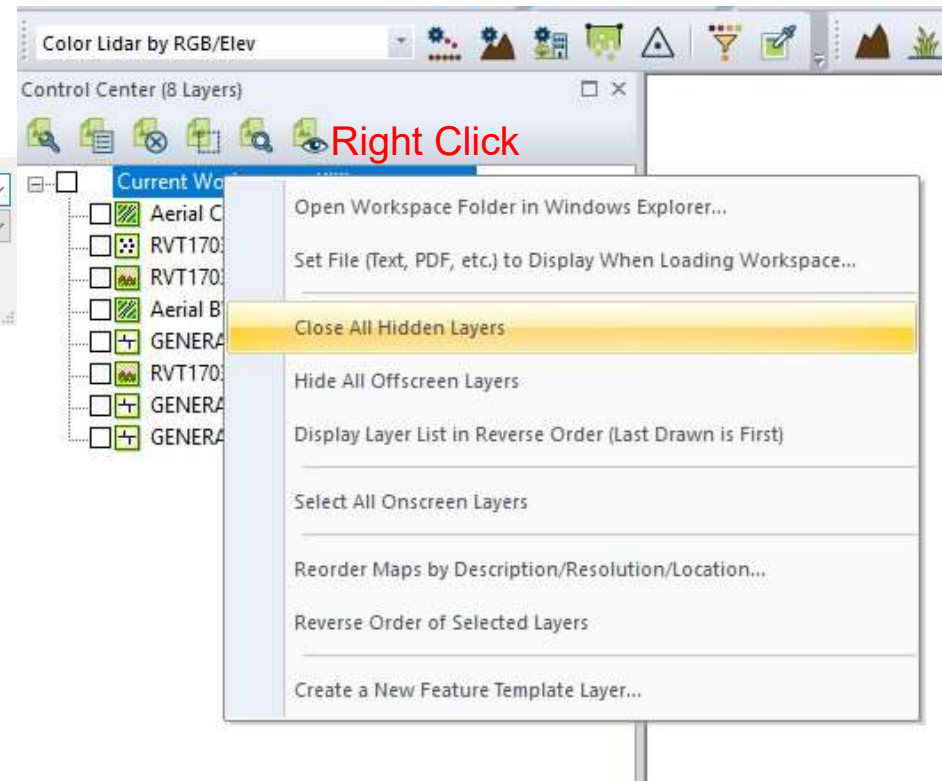 Color Lidar by RGB/Elev
Control Center (8 Layers)
Right Click
Current Wo
Aerial C
RVT170
RVT170
Aerial B
GENERA
RVT170
GENERA
GENERA
Open Workspace Folder in Windows Explorer...
Set File (Text, PDF, etc.) to Display When Loading Workspace...
Close All Hidden Layers
Hide All Offscreen Layers
Display Layer List in Reverse Order (Last Drawn is First)
Select All Onscreen Layers
Reorder Maps by Description/Resolution/Location...
Reverse Order of Selected Layers
Create a New Feature Template Layer...